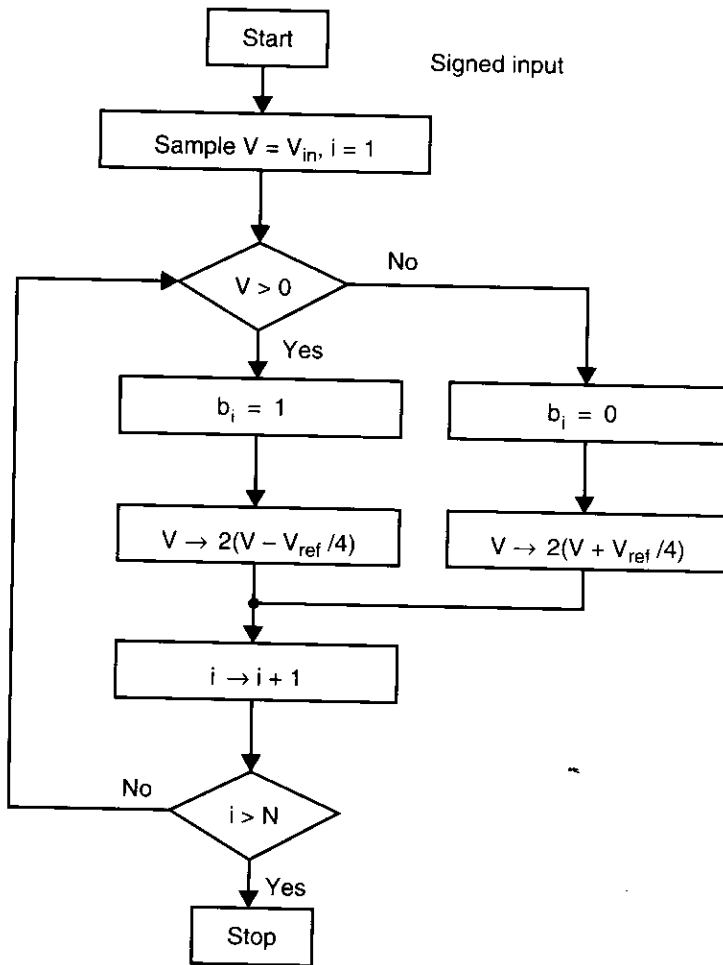 Start
Signed input
Sample V = V_in, i = 1
V > 0
No
Yes
b_i = 1
b_i = 0
V → 2(V − V_ref /4)
V → 2(V + V_ref /4)
i → i + 1
No
i > N
Yes
Stop